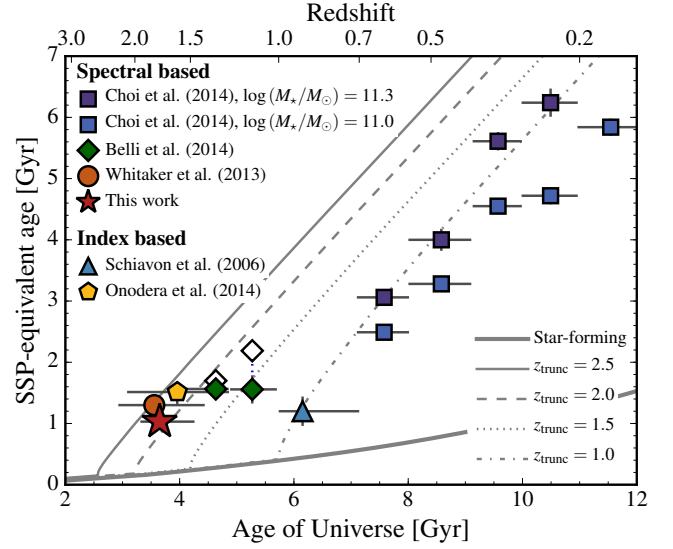 Redshift
3.0 2.0 1.5 1.0 0.7 0.5 0.2
7
6
5
4
3
2
1
0
SSP-equivalent age [Gyr]
Spectral based
Choi et al. (2014), log (M⋆/M⊙) = 11.3
Choi et al. (2014), log (M⋆/M⊙) = 11.0
Belli et al. (2014)
Whitaker et al. (2013)
This work
Index based
Schiavon et al. (2006)
Onodera et al. (2014)
Star-forming
ztrunc = 2.5
ztrunc = 2.0
ztrunc = 1.5
ztrunc = 1.0
2 4 6 8 10 12
Age of Universe [Gyr]